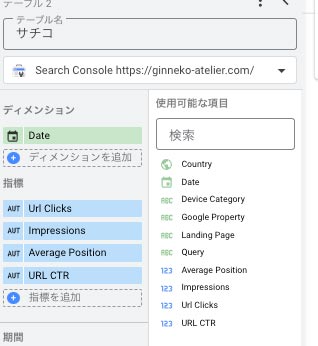 テーブル 2
テーブル名
サチコ
Search Console https://ginneko-atelier.com/
ディメンション
Date
ディメンションを追加
指標
AUT Url Clicks
AUT Impressions
AUT Average Position
AUT URL CTR
指標を追加
期間
使用可能な項目
検索
Country
Date
RBC Device Category
RBC Google Property
RBC Landing Page
RBC Query
123 Average Position
123 Impressions
123 Url Clicks
123 URL CTR